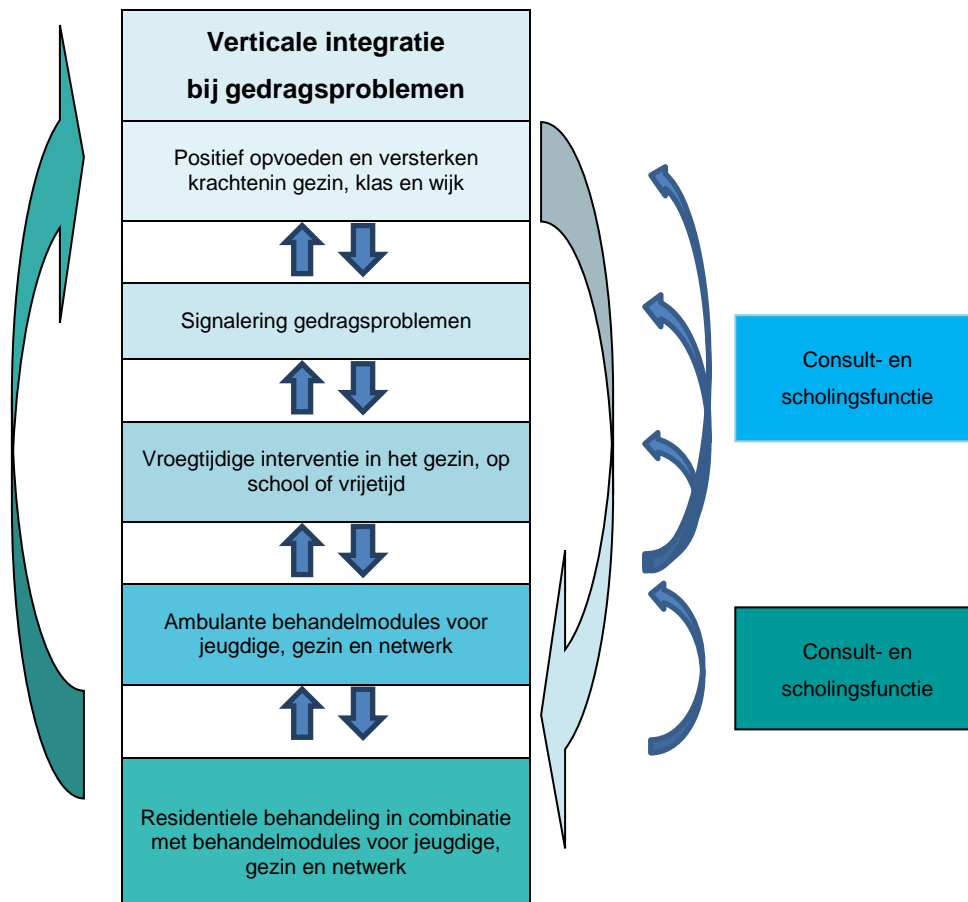 Verticale integratie
bij gedragsproblemen
Positief opvoeden en versterken
krachtenin gezin, klas en wijk
Signalering gedragsproblemen
Vroegtijdige interventie in het gezin, op
school of vrijetijd
Ambulante behandelmodules voor
jeugdige, gezin en netwerk
Residentiele behandeling in combinatie
met behandelmodules voor jeugdige,
gezin en netwerk
Consult- en
scholingsfunctie
Consult- en
scholingsfunctie